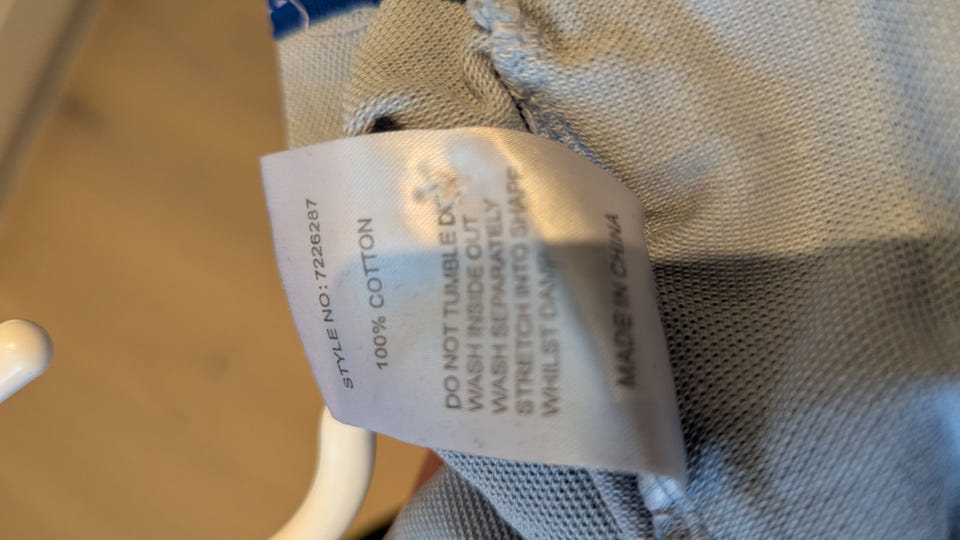 STYLE NO: 7226287
100% COTTON
DO NOT TUMBLE
WASH INSIDE OUT
WASH SEPARATELY
STRETCH INTO SHAPE
WHILST DAMP
MADE IN CHINA